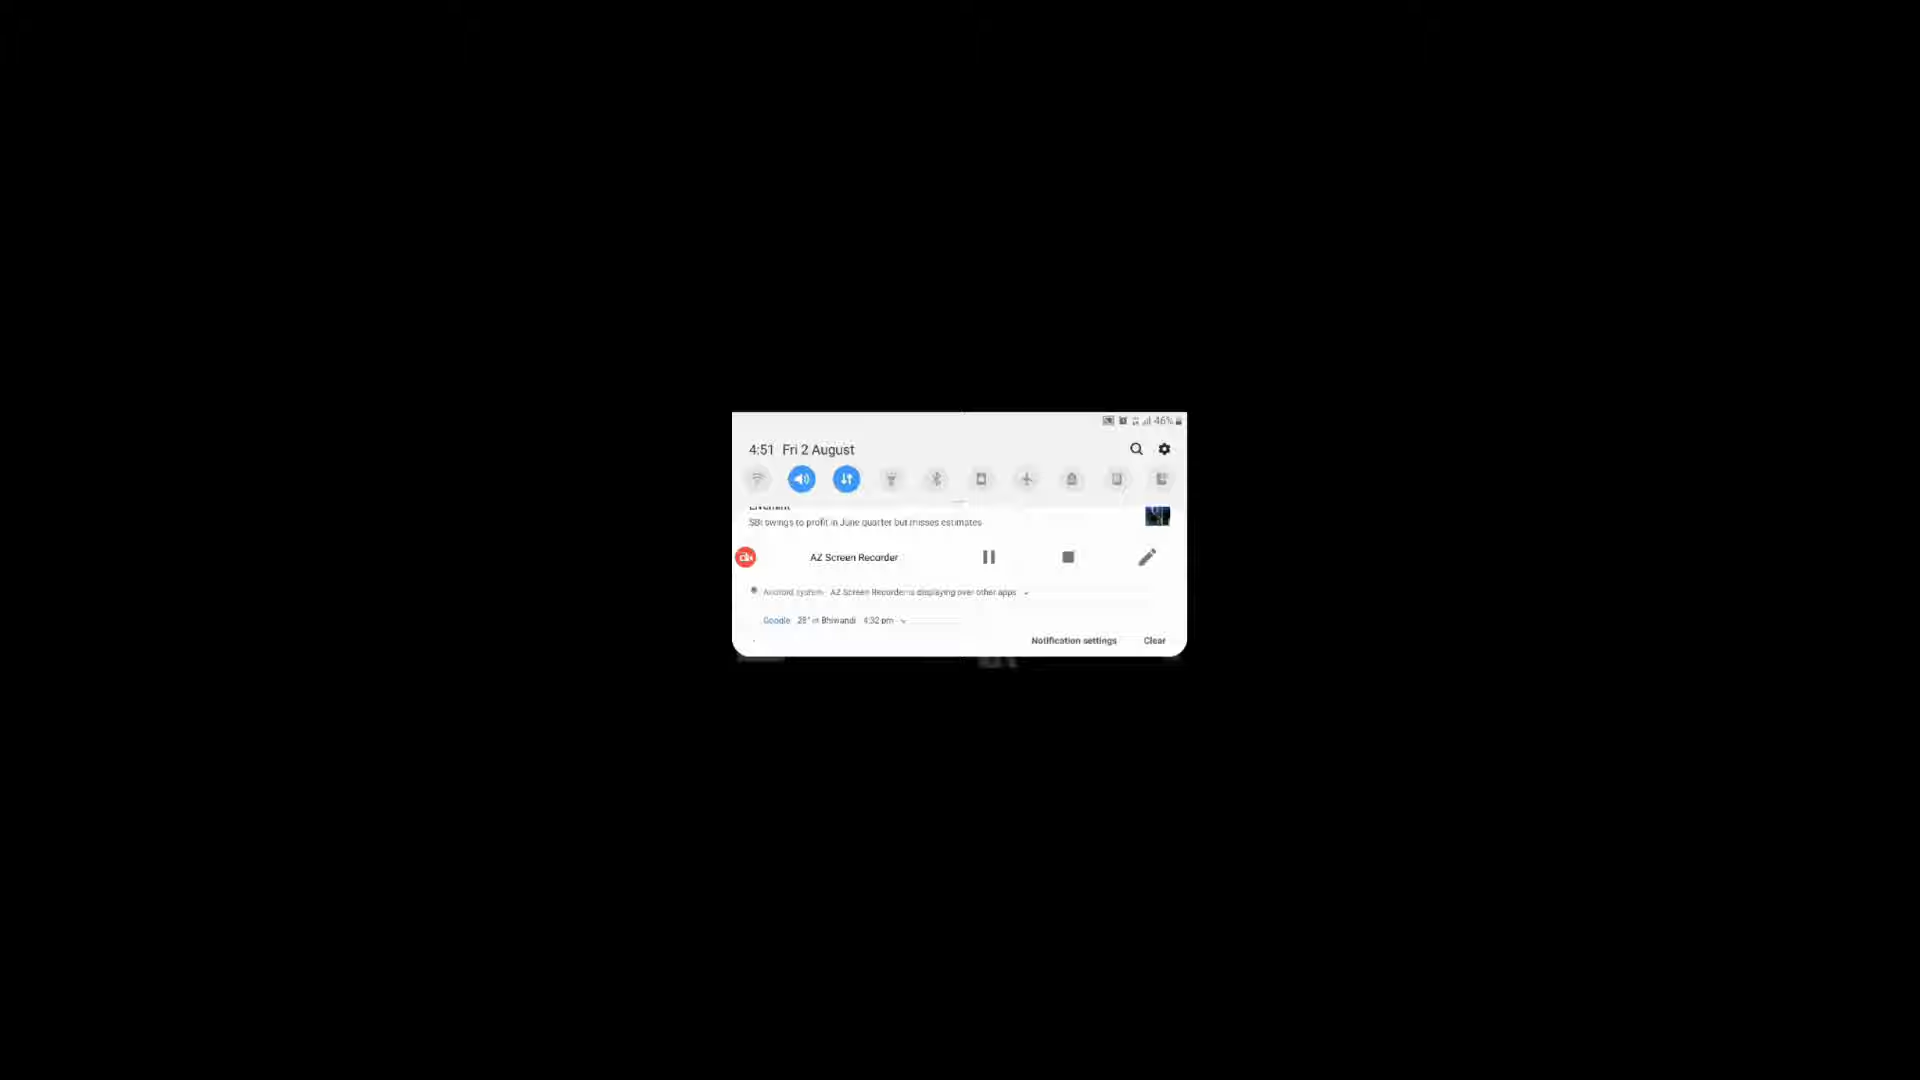 46%
4:51 Fri 2 August
Livemint
SBI swings to profit in June quarter but misses estimates
AZ Screen Recorder
Android system AZ Screen Recorder is displaying over other apps
Google 28° in Bhiwandi 4:32 pm
Notification settings Clear